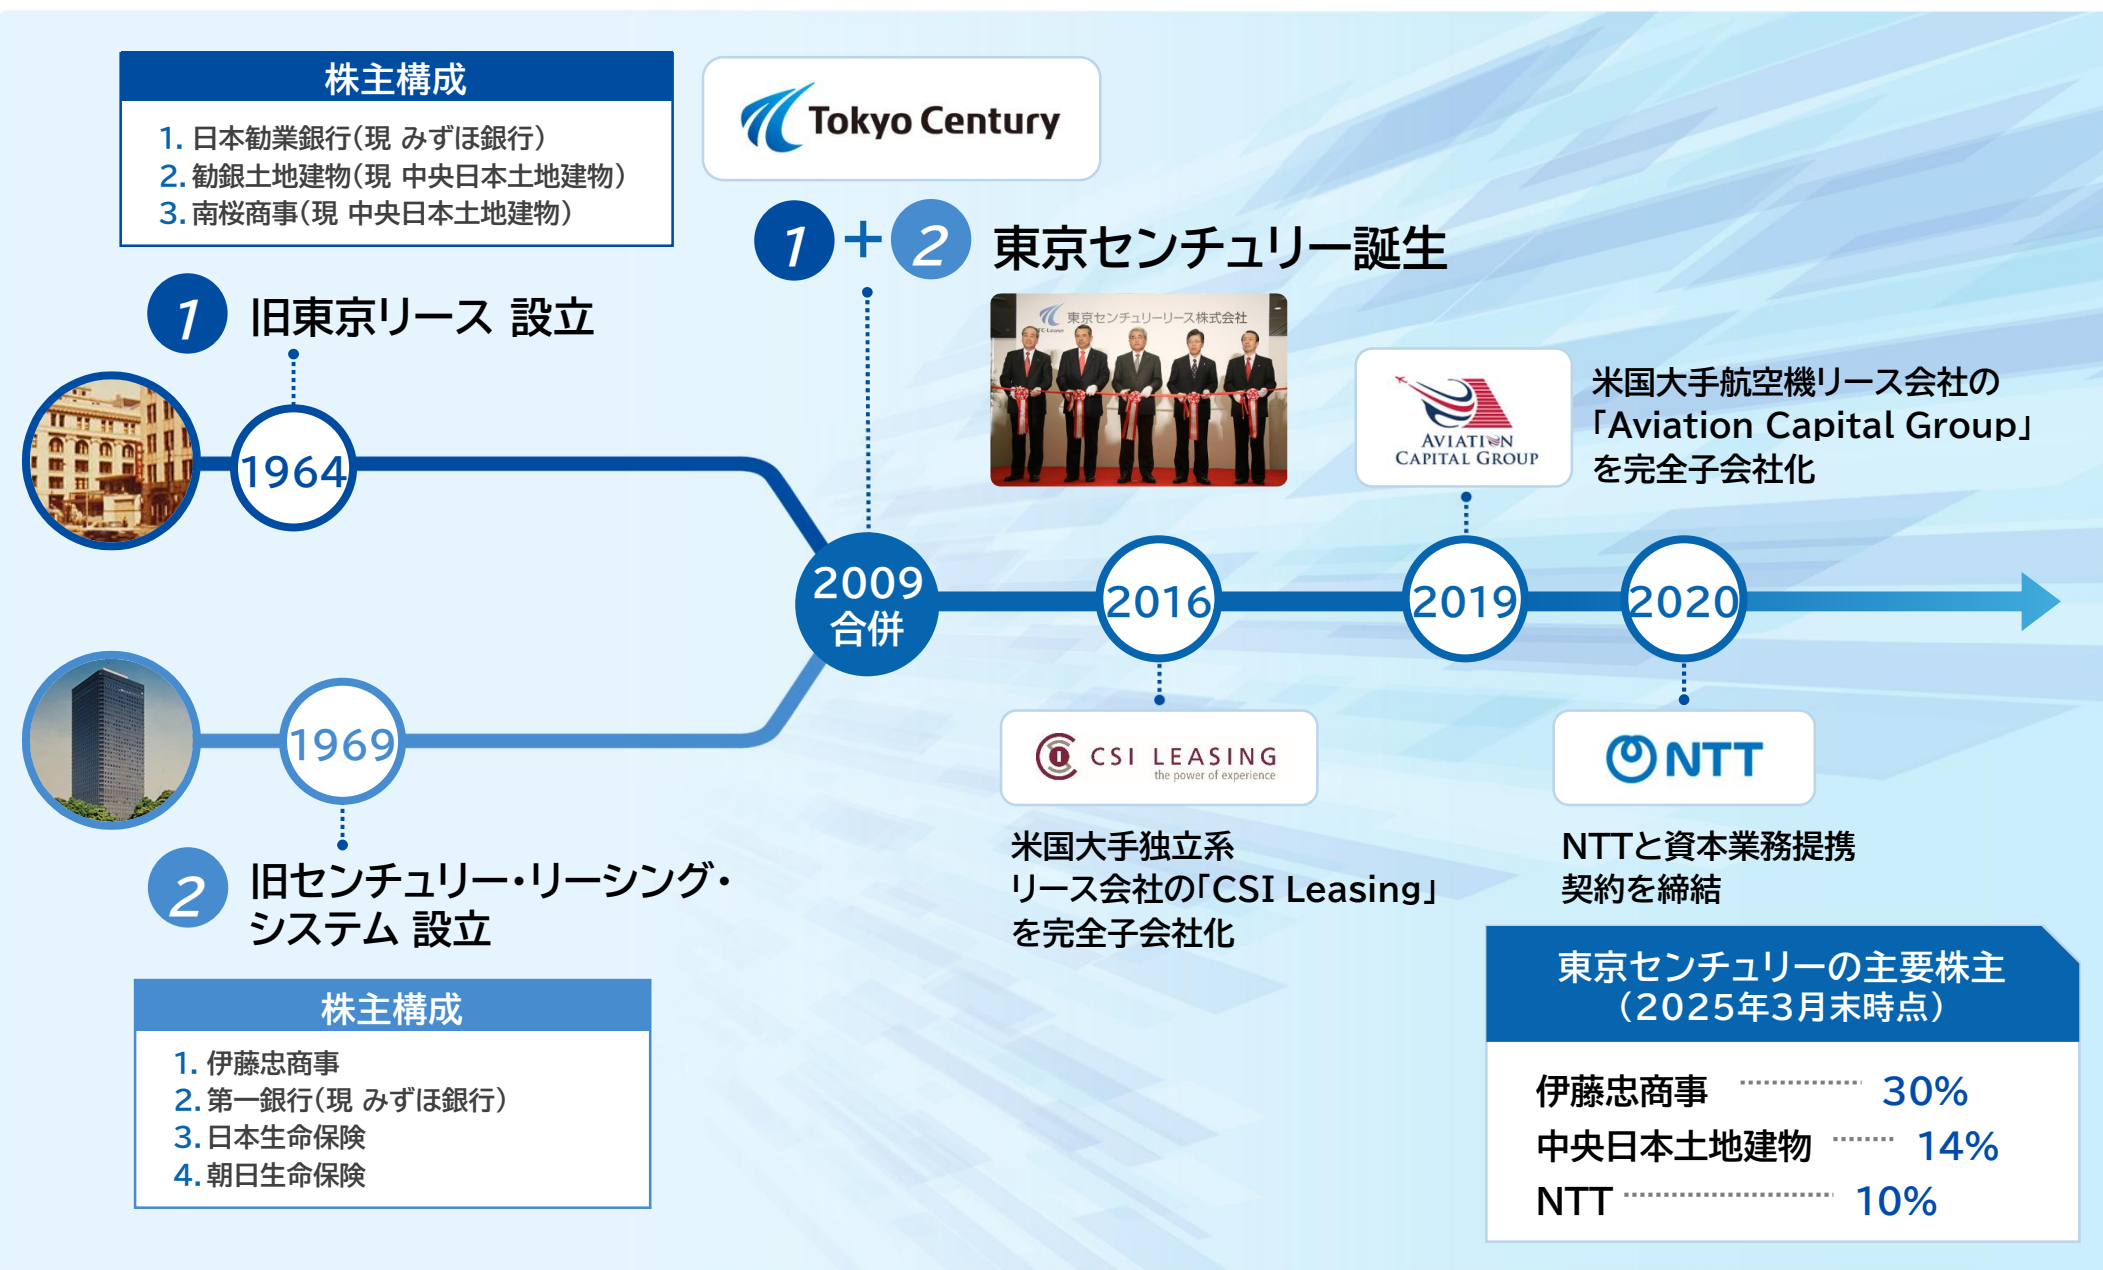 株主構成
1. 日本勧業銀行(現 みずほ銀行)
2. 勧銀土地建物(現 中央日本土地建物)
3. 南桜商事(現 中央日本土地建物)
1 旧東京リース 設立
1964
Tokyo Century
1+2 東京センチュリー誕生
東京センチュリーリース株式会社
TC-Lease
2009
合併
1969
2 旧センチュリー・リーシング・
システム 設立
株主構成
1. 伊藤忠商事
2. 第一銀行(現 みずほ銀行)
3. 日本生命保険
4. 朝日生命保険
2016
CSI LEASING
the power of experience
米国大手独立系
リース会社の「CSI Leasing」
を完全子会社化
AVIATION
CAPITAL GROUP
米国大手航空機リース会社の
「Aviation Capital Group」
を完全子会社化
2019
2020
NTT
NTTと資本業務提携
契約を締結
東京センチュリーの主要株主
(2025年3月末時点)
伊藤忠商事 30%
中央日本土地建物 14%
NTT 10%